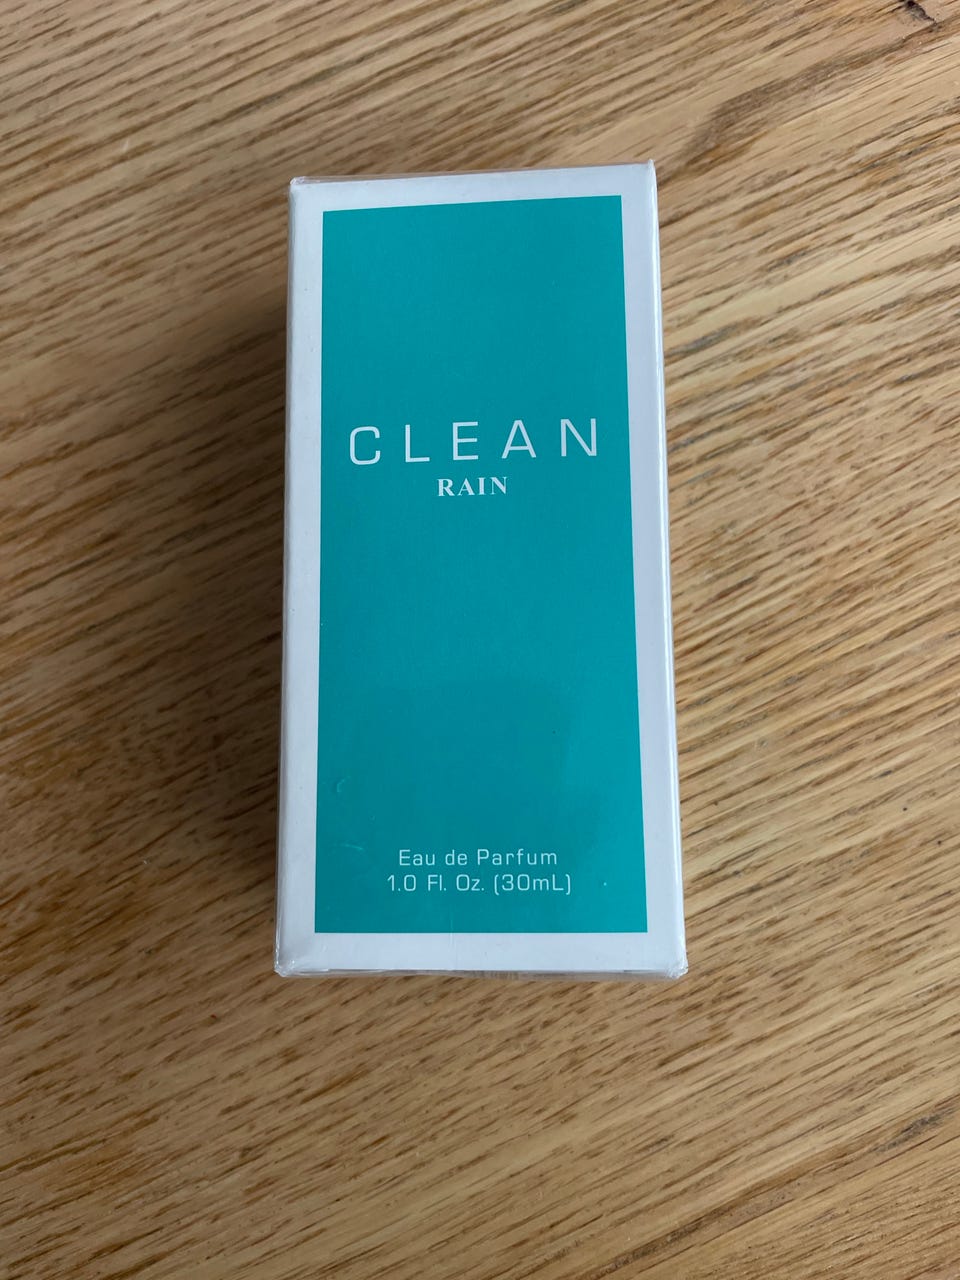 CLEAN
RAIN
Eau de Parfum
1.0 Fl. Oz. (30mL)